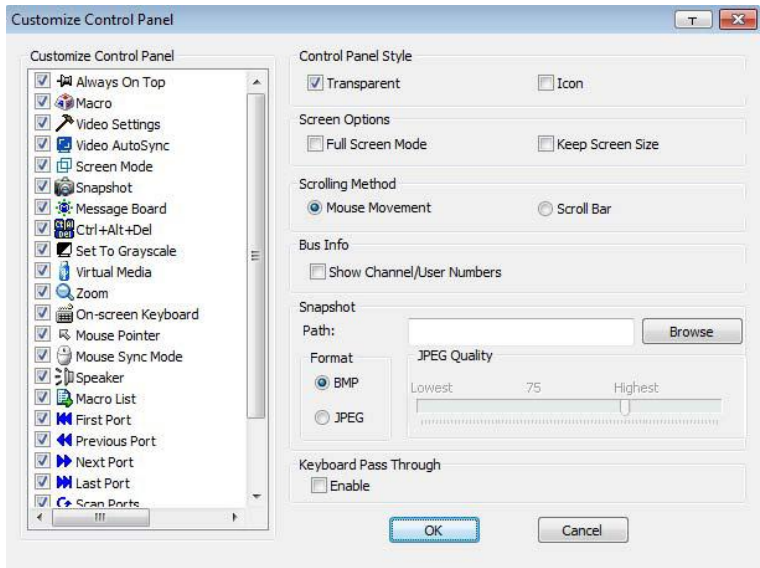 Customize Control Panel
T
Customize Control Panel
Always On Top
Macro
Video Settings
Video AutoSync
Screen Mode
Snapshot
Message Board
Ctrl+Alt+Del
Set To Grayscale
Virtual Media
Zoom
On-screen Keyboard
Mouse Pointer
Mouse Sync Mode
Speaker
Macro List
First Port
Previous Port
Next Port
Last Port
Scan Ports
Control Panel Style
Transparent Icon
Screen Options
Full Screen Mode Keep Screen Size
Scrolling Method
Mouse Movement Scroll Bar
Bus Info
Show Channel/User Numbers
Snapshot
Path: Browse
Format
BMP
JPEG
JPEG Quality
Lowest 75 Highest
Keyboard Pass Through
Enable
OK Cancel